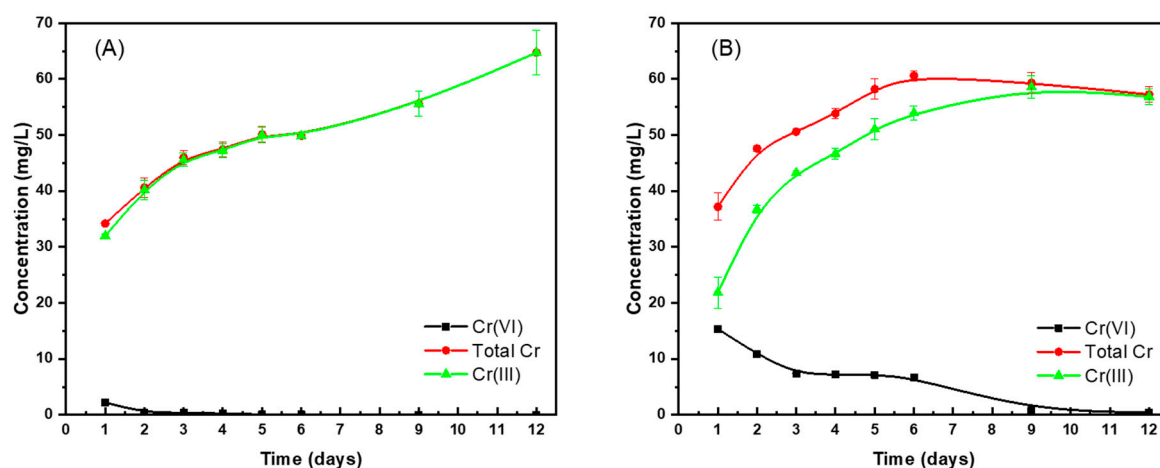 (A)
Concentration (mg/L)
70
60
50
40
30
20
10
0
Cr(VI)
Total Cr
Cr(III)
0 1 2 3 4 5 6 7 8 9 10 11 12
Time (days)
(B)
Concentration (mg/L)
70
60
50
40
30
20
10
0
Cr(VI)
Total Cr
Cr(III)
0 1 2 3 4 5 6 7 8 9 10 11 12
Time (days)